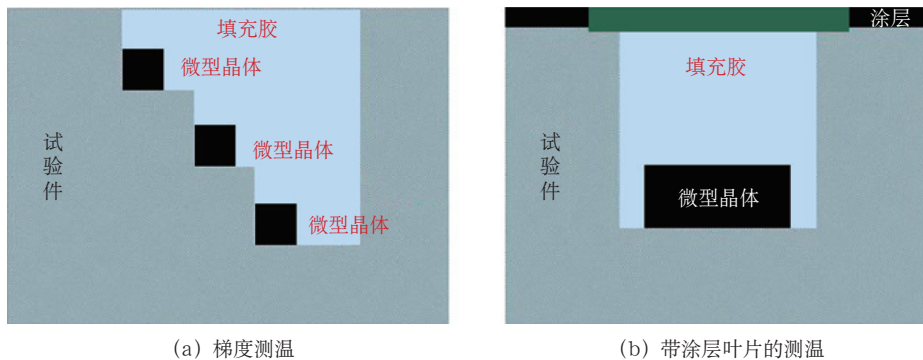 填充胶
微型晶体
微型晶体
微型晶体
试验件
(a) 梯度测温
涂层
填充胶
微型晶体
试验件
(b) 带涂层叶片的测温